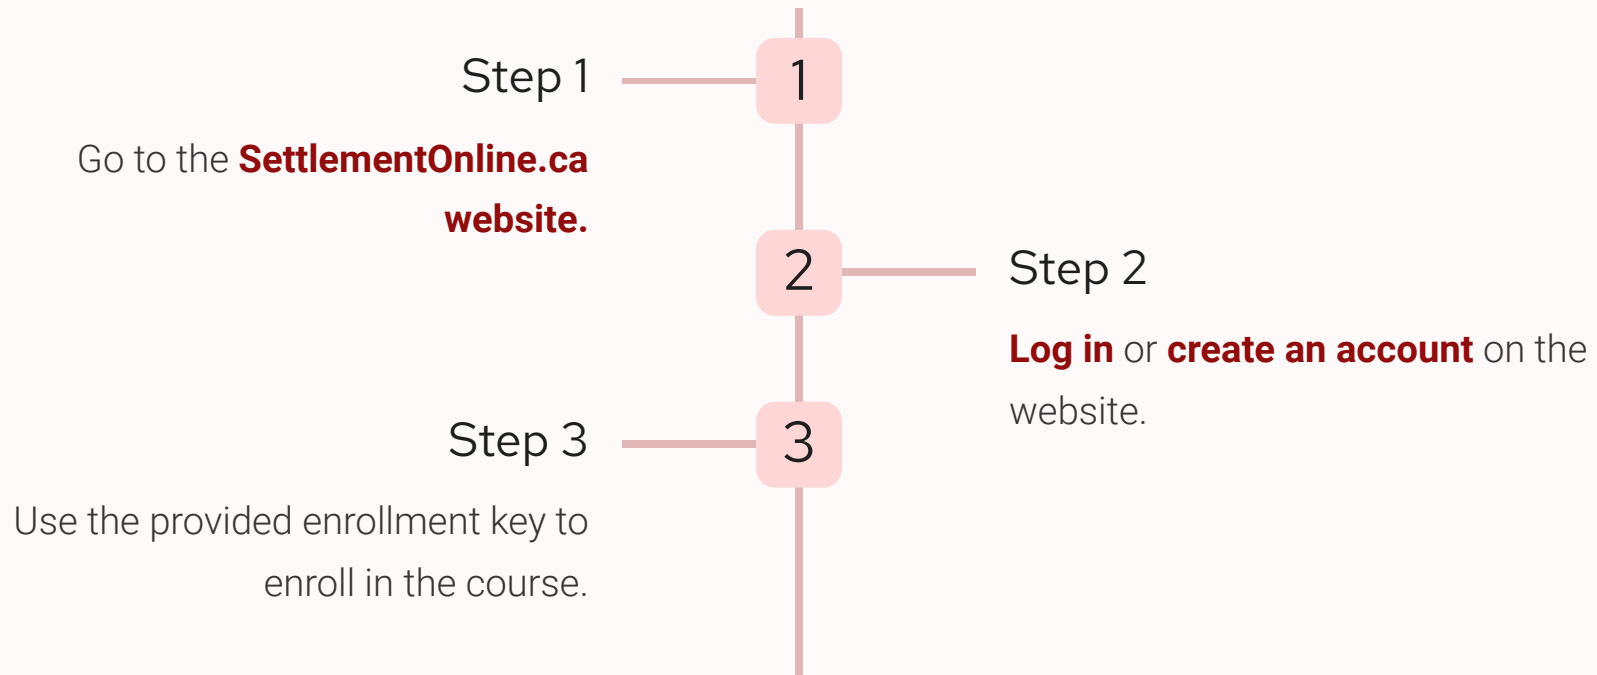 Step 1
1
Go to the SettlementOnline.ca
website.
2
Step 2
Log in or create an account on the
website.
Step 3
3
Use the provided enrollment key to
enroll in the course.